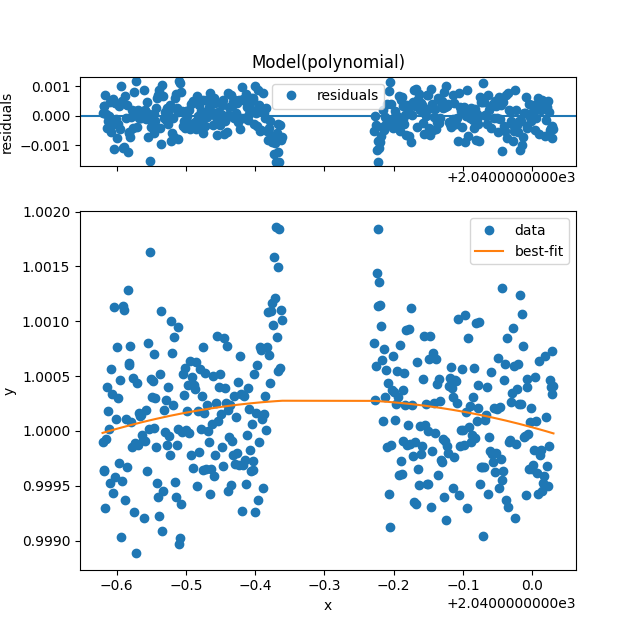 Model(polynomial)
0.001
0.000
−0.001
residuals
residuals
+2.0400000000e3
1.0020
1.0015
1.0010
1.0005
1.0000
0.9995
0.9990
y
data
best-fit
−0.6 −0.5 −0.4 −0.3 −0.2 −0.1 0.0
x
+2.0400000000e3